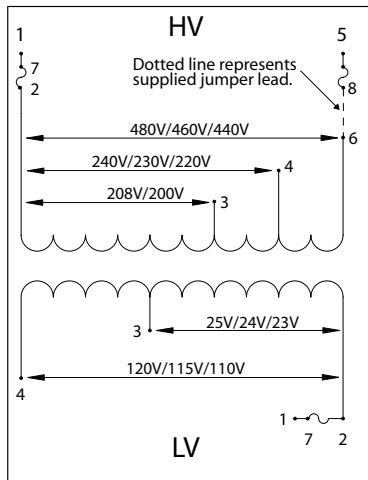 HV
1 5
Dotted line represents
supplied jumper lead.
7
2 8
480V/460V/440V
6
240V/230V/220V
4
208V/200V
3
25V/24V/23V
3
120V/115V/110V
4
1
7 2
LV